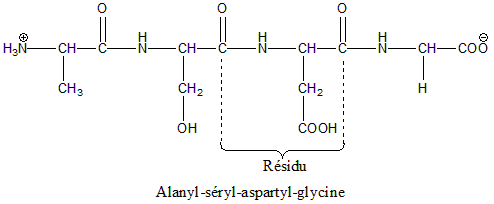 O O O
H H H
H₃N⊕ CH C N CH C N CH C N CH COO⊖
CH₃ CH₂ CH₂ H
OH COOH
Résidu
Alanyl-séryl-aspartyl-glycine